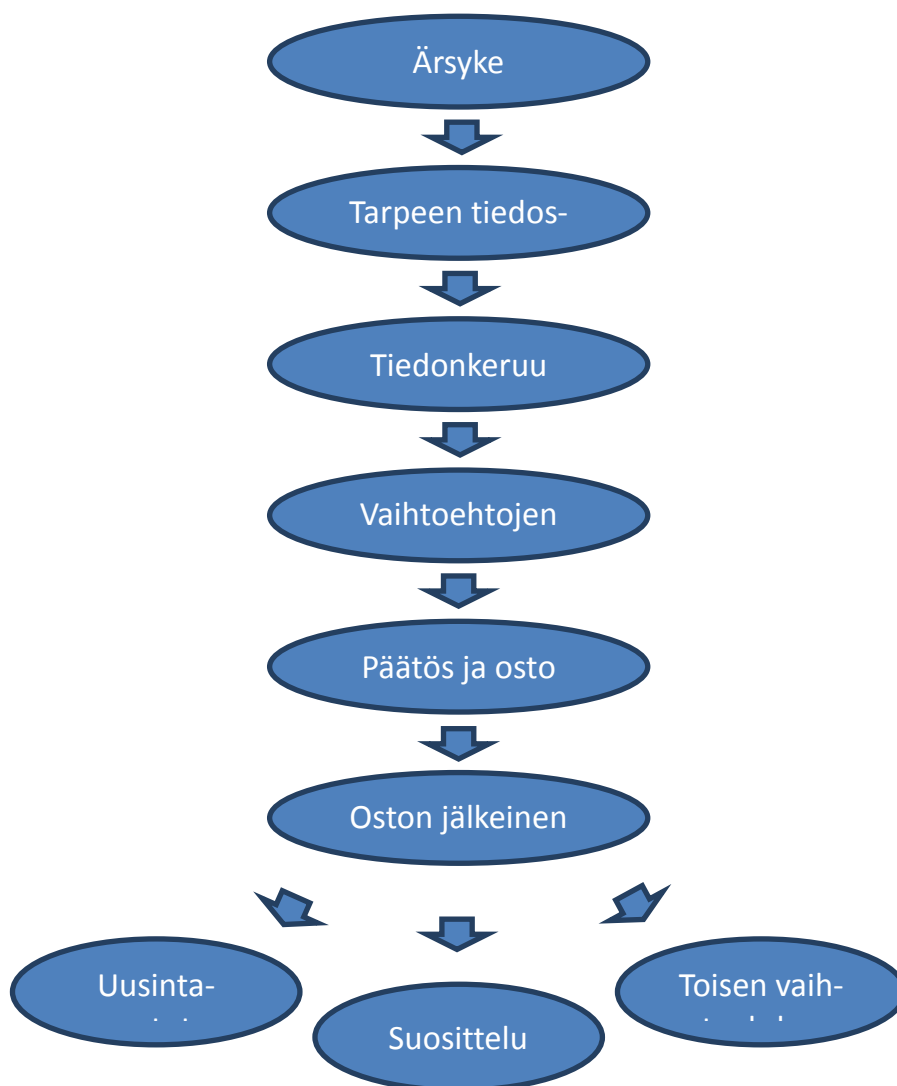 Ärsyke
Tarpeen tiedos-
Tiedonkeruu
Vaihtoehtojen
Päätös ja osto
Oston jälkeinen
Uusinta-
Suosittelu
Toisen vaih-